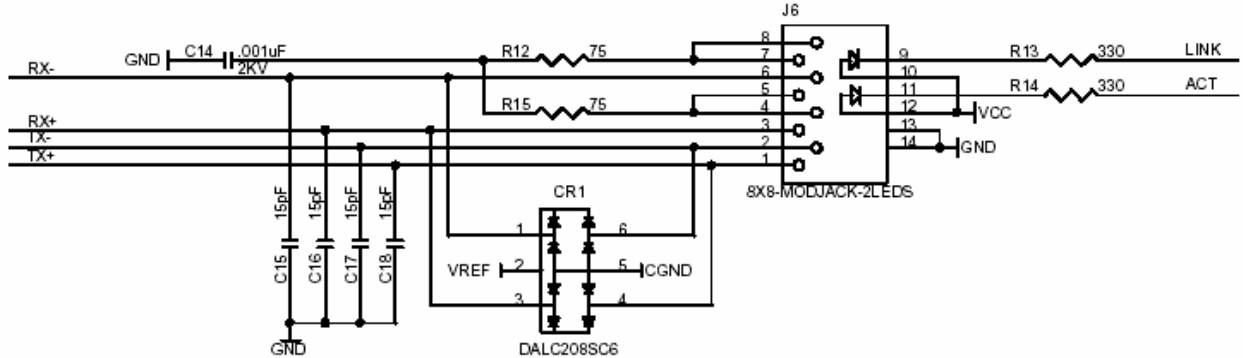 J6
GND C14 .001uF 2KV
R12 75
8
7
6
5
4
3
2
1
9
10
11
12
13
14
R13 330 LINK
R14 330 ACT
RX-
R15 75
VCC
RX+
TX-
TX+
GND
8X8-MODJACK-2LEDS
15pF
15pF
15pF
15pF
C15
C16
C17
C18
CR1
1
6
VREF 2
5 CGND
3
4
GND
DALC208SC6